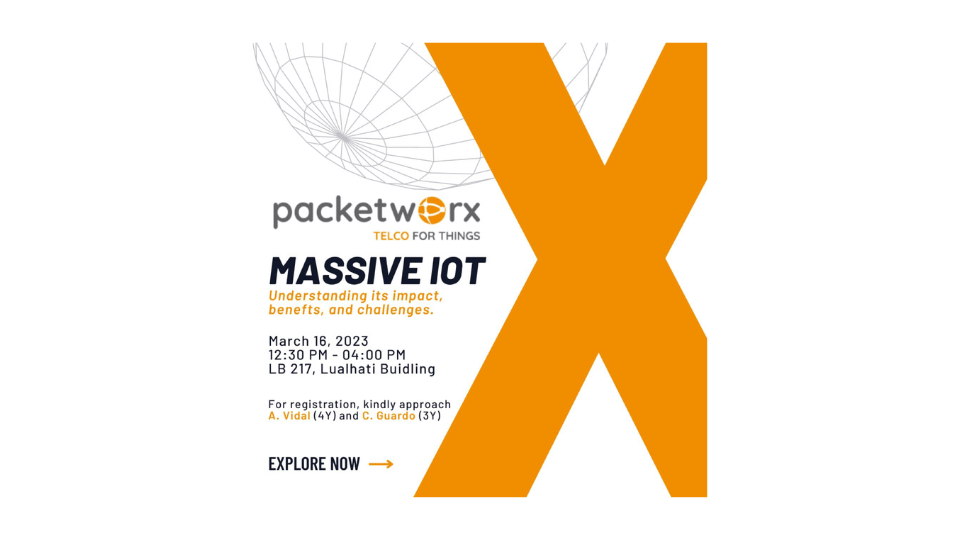 packetworx
TELCO FOR THINGS
MASSIVE IOT
Understanding its impact,
benefts, and challenges.
March 16, 2023
12:30 PM - 04:00 PM
LB 217, Lualhati Buidling
For registration, kindly approach
A. Vidal (4Y) and C. Guardo (3Y)
EXPLORE NOW →